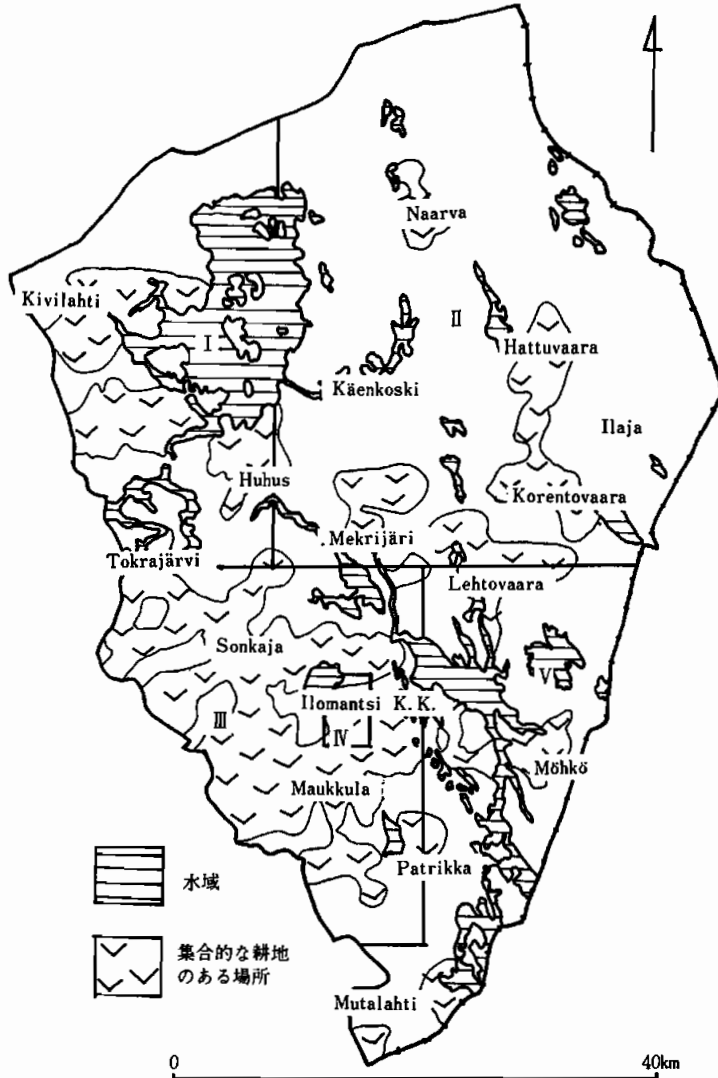 Naarva
Kivilahti
I
II
Hattuvaara
Käenkoski
Ilaja
Huhus
Korentovaara
Mekrijäri
Tokrajärvi
Lehtovaara
Sonkaja
V
Ilomantsi K. K.
III
IV
Möhkö
Maukkula
Patrikka
水域
集合的な耕地
のある場所
Mutalahti
0 40km